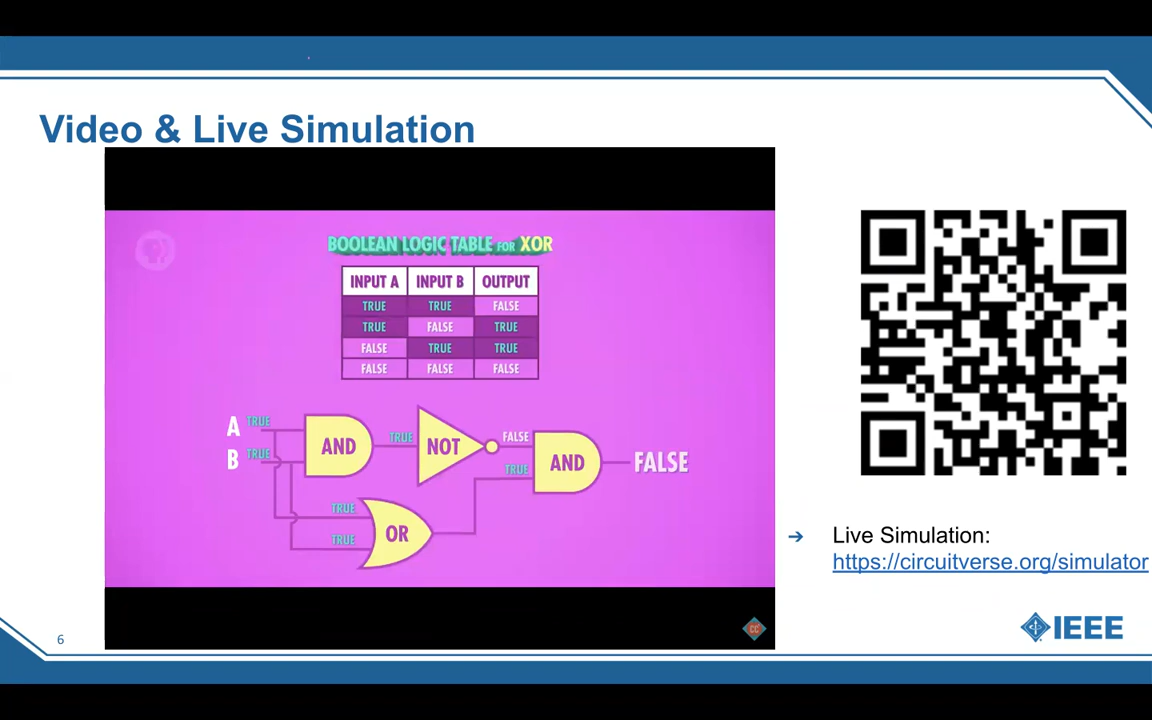 Video & Live Simulation
BOOLEAN LOGIC TABLE FOR XOR
INPUT A INPUT B OUTPUT
TRUE TRUE FALSE
TRUE FALSE TRUE
FALSE TRUE TRUE
FALSE FALSE FALSE
A TRUE
B TRUE
AND
TRUE
NOT
FALSE
TRUE
AND
FALSE
TRUE
TRUE
OR
CC
➔ Live Simulation:
https://circuitverse.org/simulator
6
IEEE